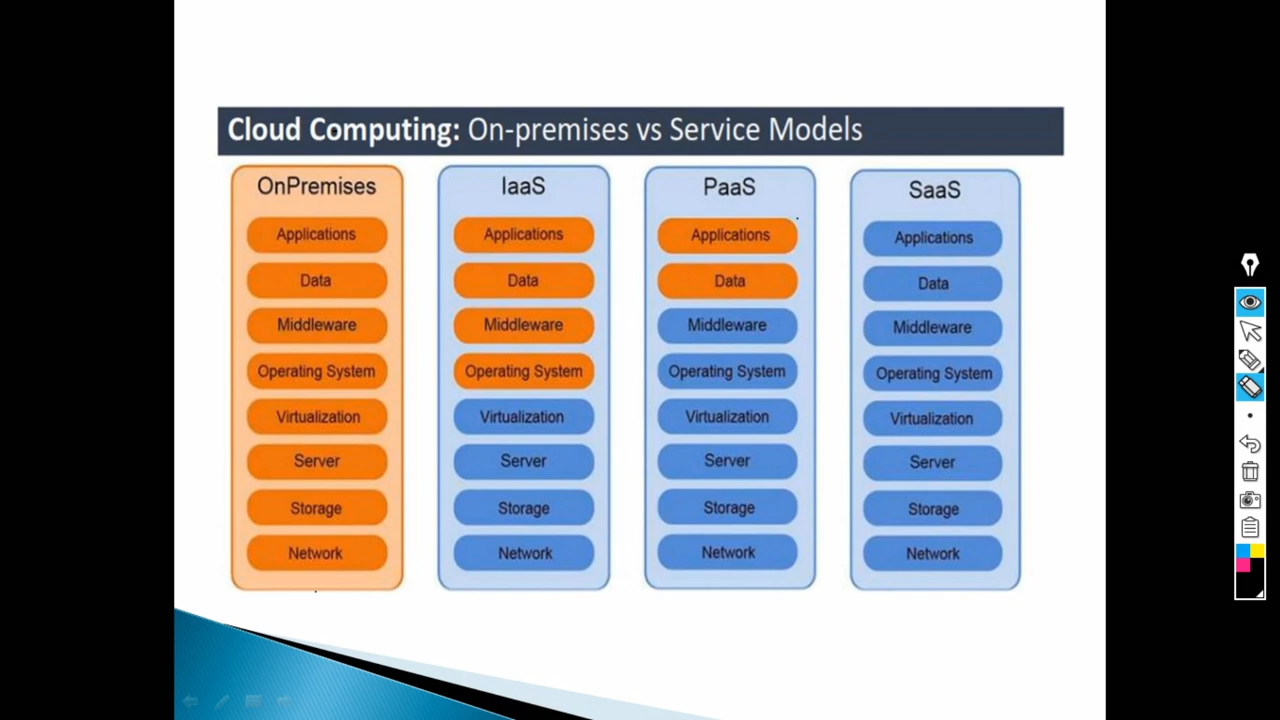 Cloud Computing: On-premises vs Service Models
OnPremises
Applications
Data
Middleware
Operating System
Virtualization
Server
Storage
Network
IaaS
Applications
Data
Middleware
Operating System
Virtualization
Server
Storage
Network
PaaS
Applications
Data
Middleware
Operating System
Virtualization
Server
Storage
Network
SaaS
Applications
Data
Middleware
Operating System
Virtualization
Server
Storage
Network